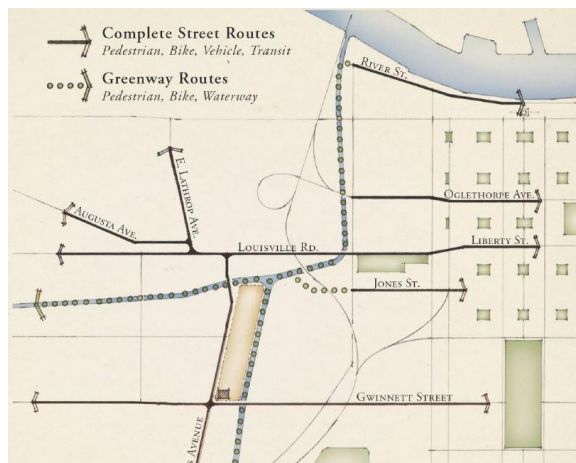 Complete Street Routes
Pedestrian, Bike, Vehicle, Transit
Greenway Routes
Pedestrian, Bike, Waterway
River St.
E. Lathrop Ave.
Augusta Ave.
Oglethorpe Ave.
Louisville Rd.
Liberty St.
Jones St.
Gwinnett Street
s Avenue